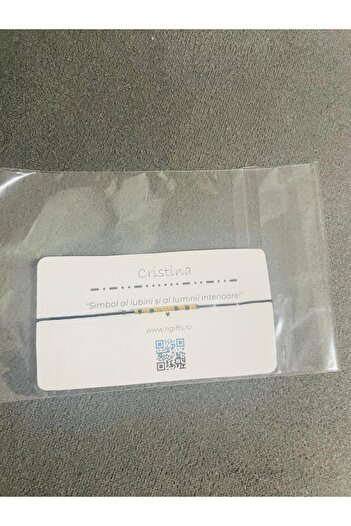 Cristina
"Simbol al iubirii și al luminii interioare!"
www.ngifts.ro